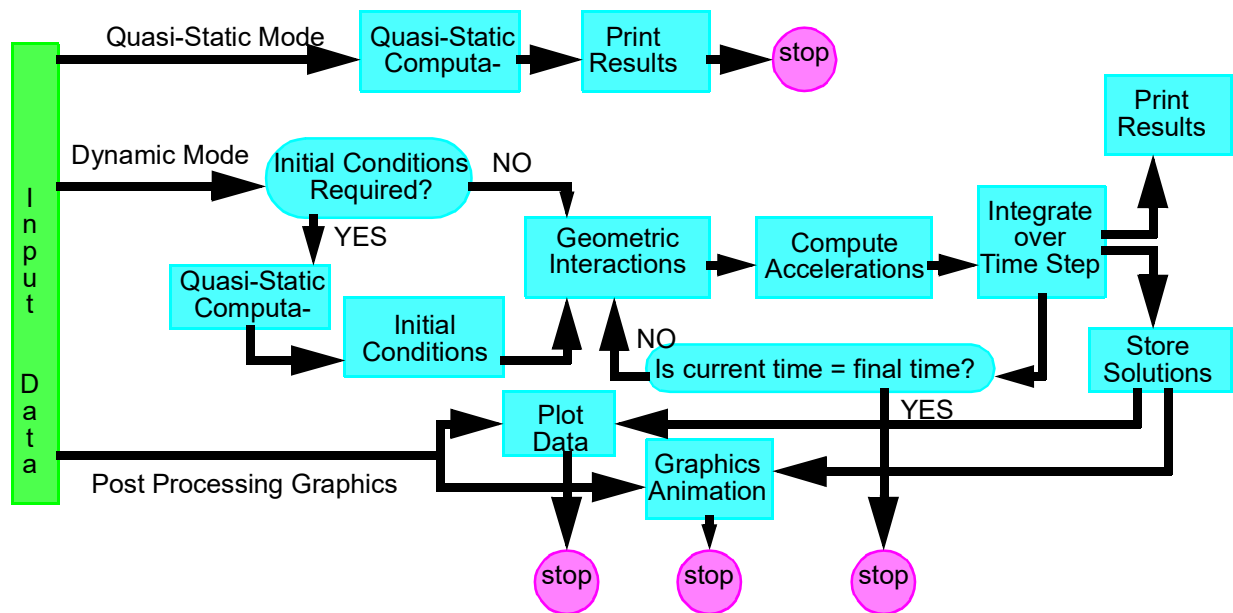 Quasi-Static Mode
Quasi-Static
Computa-
Print
Results
stop
Input Data
Dynamic Mode
Initial Conditions
Required?
NO
YES
Quasi-Static
Computa-
Initial
Conditions
Geometric
Interactions
Compute
Accelerations
Integrate
over
Time Step
Print
Results
Store
Solutions
NO
Is current time = final time?
YES
Plot
Data
Post Processing Graphics
Graphics
Animation
stop
stop
stop